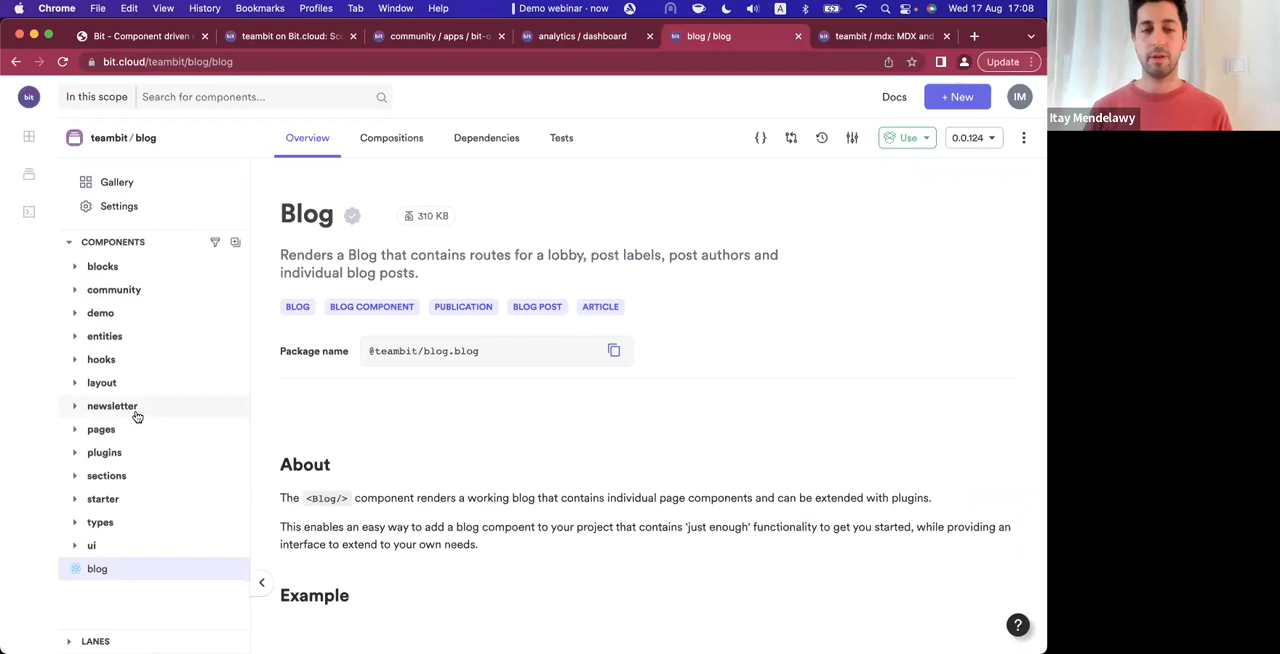 Chrome File Edit View History Bookmarks Profiles Tab Window Help Demo webinar · now A Wed 17 Aug 17:08
Bit - Component driven teambit on Bit.cloud: So community / apps / bit- analytics / dashboard blog / blog teambit / mdx: MDX and
bit.cloud/teambit/blog/blog Update
bit In this scope Search for components... Docs + New IM
teambit / blog Overview Compositions Dependencies Tests { } Use 0.0.124
Gallery
Settings
COMPONENTS
blocks
community
demo
entities
hooks
layout
newsletter
pages
plugins
sections
starter
types
ui
blog
LANES
Blog 310 KB
Renders a Blog that contains routes for a lobby, post labels, post authors and
individual blog posts.
BLOG BLOG COMPONENT PUBLICATION BLOG POST ARTICLE
Package name @teambit/blog.blog
About
The <Blog/> component renders a working blog that contains individual page components and can be extended with plugins.
This enables an easy way to add a blog compoent to your project that contains 'just enough' functionality to get you started, while providing an
interface to extend to your own needs.
Example
?
Itay Mendelawy